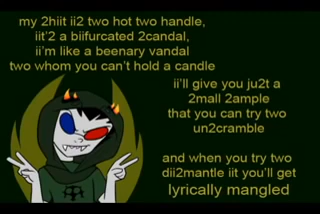 my 2hiit ii2 two hot two handle,
iit'2 a biifurcated 2candal,
ii'm like a beenary vandal
two whom you can't hold a candle
ii'll give you ju2t a
2mall 2ample
that you can try two
un2cramble
and when you try two
dii2mantle iit you'll get
lyrically mangled